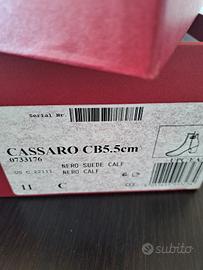 Serial Nr.
CASSARO CB5.5cm
0733176
NERO SUEDE CALF
NERO CALF
11 C
subito